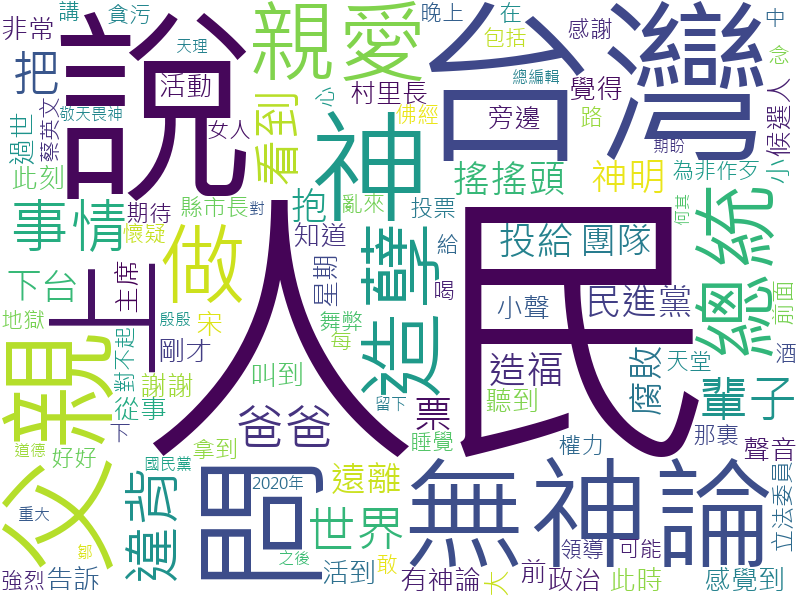 非常
講
貪污
天理
親愛
晚上
在
包括
感謝
中
念
把
說
台灣
活動
總編輯
過世
蔡英文
敬天畏神
看到
心
村里長
覺得
佛經
旁邊
路
候選人
女人
神
期盼
小
此刻
搖搖頭
神明
為非作歹
事情
期待
縣市長
對
抱
亂來
投票
何其
懷疑
知道
給
投給
團隊
總統
下台
主席
上
做
人民
造孽
星期
喝
民進黨
前面
地獄
殷殷
宋
舞弊
小聲
父親
對不起
剛才
每
造福
腐敗
天堂
酒
從事
謝謝
叫到
爸爸
留下
票
聽到
輩子
下
道德
好好
拿到
睡覺
權力
那裏
聲音
國民黨
2020年
問
遠離
無神論
立法委員
違背
重大
世界
鄒
之後
敢
領導
可能
強烈
告訴
活到
有神論
大
前
政治
此時
感覺到